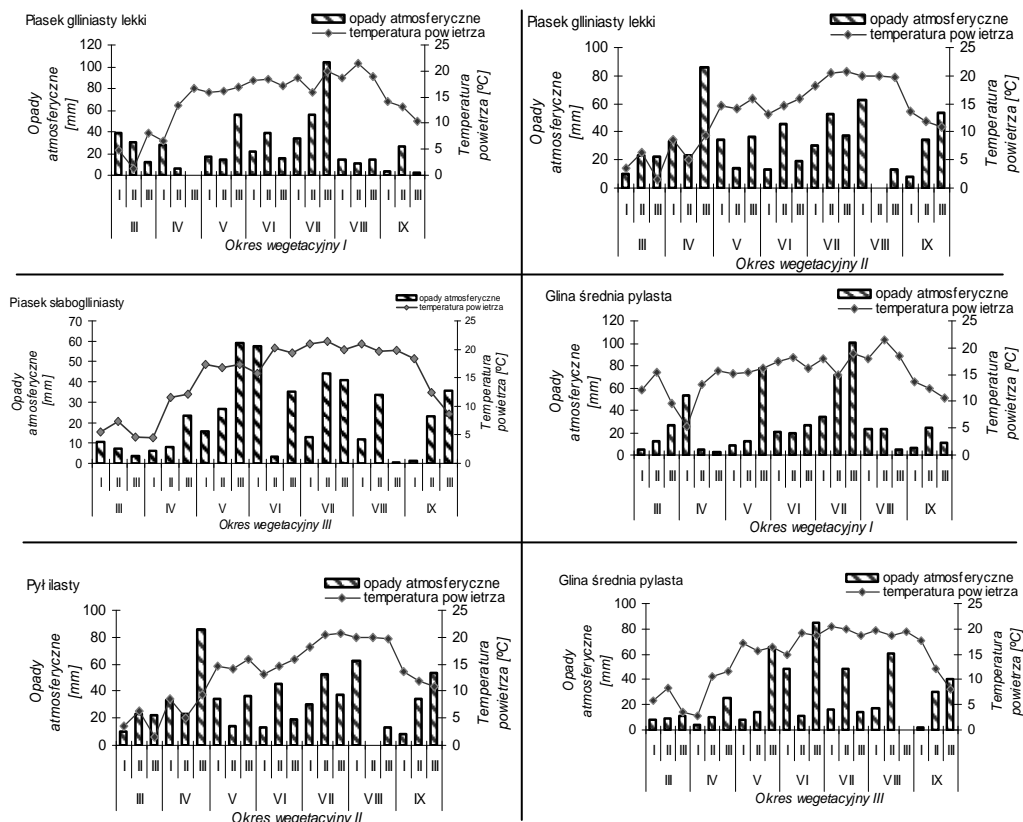 Piasek glliniasty lekki
opady atmosferyczne
temperatura powietrza
Opady atmosferyczne [mm]
120
100
80
60
40
20
0
Temperatura powietrza [ºC]
25
20
15
10
5
0
I II III I II III I II III I II III I II III I II III I II III
III IV V VI VII VIII IX
Okres wegetacyjny I
Piasek glliniasty lekki
opady atmosferyczne
temperatura powietrza
Opady atmosferyczne [mm]
100
80
60
40
20
0
Temperatura powietrza [ºC]
25
20
15
10
5
0
I II III I II III I II III I II III I II III I II III I II III
III IV V VI VII VIII IX
Okres wegetacyjny II
Piasek słabogliniasty
opady atmosferyczne
temperatura powietrza
Opady atmosferyczne [mm]
70
60
50
40
30
20
10
0
Temperatura powietrza [ºC]
25
20
15
10
5
0
I II III I II III I II III I II III I II III I II III I II III
III IV V VI VII VIII IX
Okres wegetacyjny III
Glina średnia pylasta
opady atmosferyczne
temperatura powietrza
Opady atmosferyczne [mm]
120
100
80
60
40
20
0
Temperatura powietrza [ºC]
25
20
15
10
5
0
I II III I II III I II III I II III I II III I II III I II III
III IV V VI VII VIII IX
Okres wegetacyjny I
Pył ilasty
opady atmosferyczne
temperatura powietrza
Opady atmosferyczne [mm]
100
80
60
40
20
0
Temperatura powietrza [ºC]
25
20
15
10
5
0
I II III I II III I II III I II III I II III I II III I II III
III IV V VI VII VIII IX
Okres wegetacyjny II
Glina średnia pylasta
opady atmosferyczne
temperatura powietrza
Opady atmosferyczne [mm]
100
80
60
40
20
0
Temperatura powietrza [ºC]
25
20
15
10
5
0
I II III I II III I II III I II III I II III I II III I II III
III IV V VI VII VIII IX
Okres wegetacyjny III